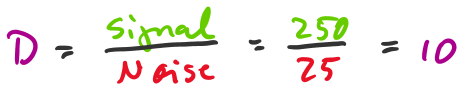 D = signal / Noise = 250 / 25 = 10